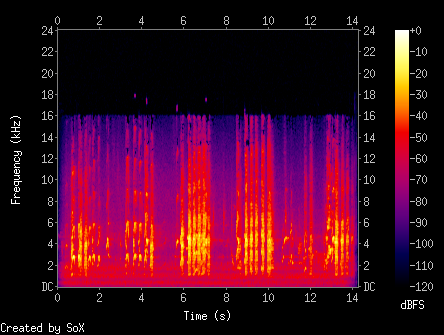 0 2 4 6 8 10 12 14
24 24 +0
22 22 -10
20 20 -20
18 18 -30
16 16 -40
14 14 -50
12 12 -60
10 10 -70
8 8 -80
6 6 -90
4 4 -100
2 2 -110
DC DC -120
Frequency (kHz)
0 2 4 6 8 10 12 14
Time (s)
dBFS
Created by SoX